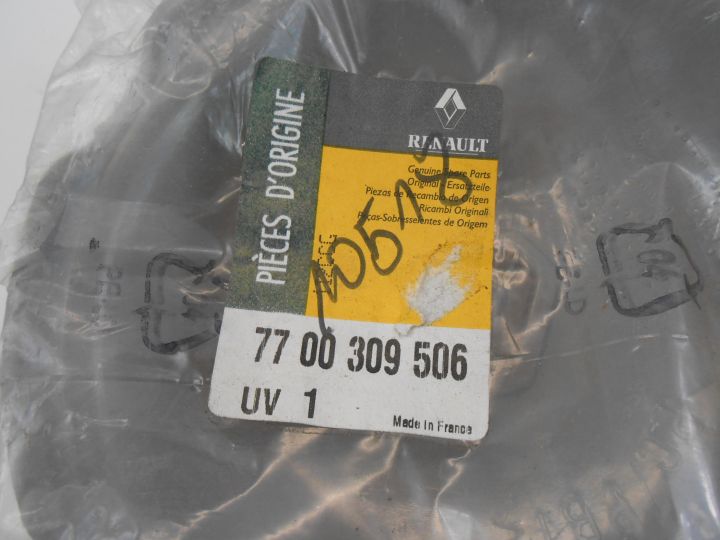 PIÈCES D'ORIGINE
RENAULT
Genuine Spare Parts
Original - Ersatzteile
Piezas de Recambio de Origen
Ricambi Originali
Peças-Sobresselentes de Origem
77 00 309 506
UV 1
Made In France